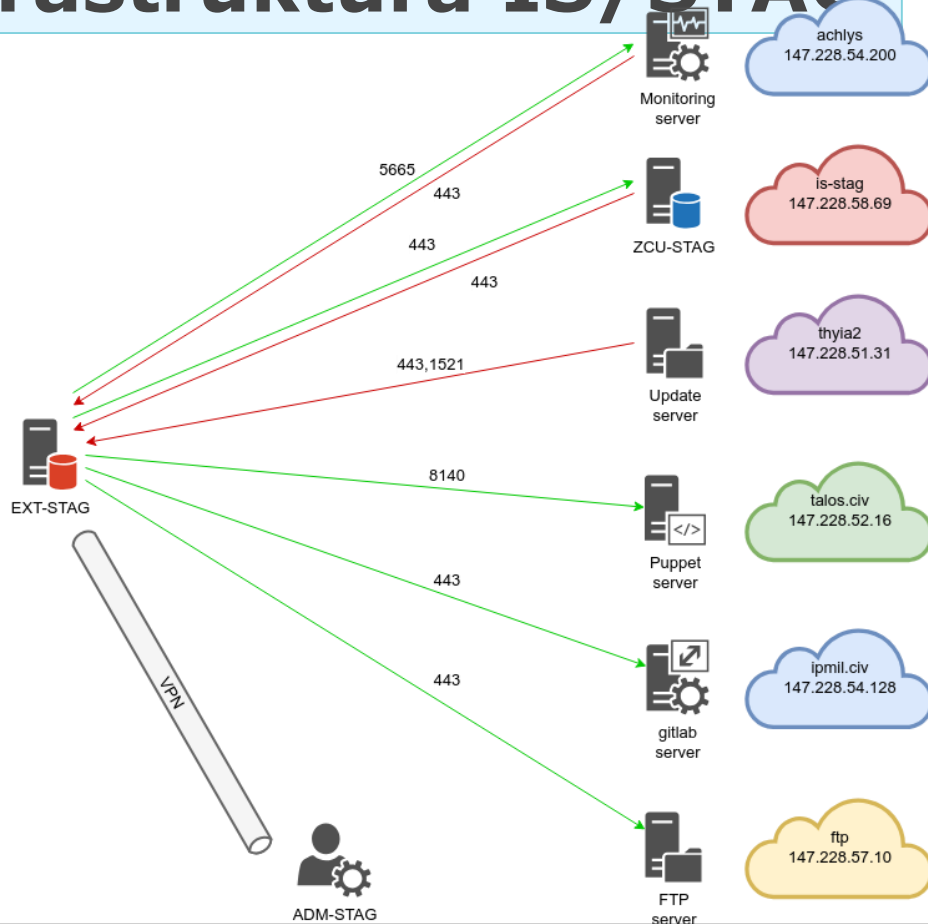 rastruktura IS/STAG
achlys
147.228.54.200
Monitoring
server
5665
443
is-stag
147.228.58.69
ZCU-STAG
443
443
thyia2
147.228.51.31
Update
server
443,1521
EXT-STAG
8140
talos.civ
147.228.52.16
Puppet
server
</>
443
ipmil.civ
147.228.54.128
gitlab
server
443
VPN
ftp
147.228.57.10
FTP
server
ADM-STAG